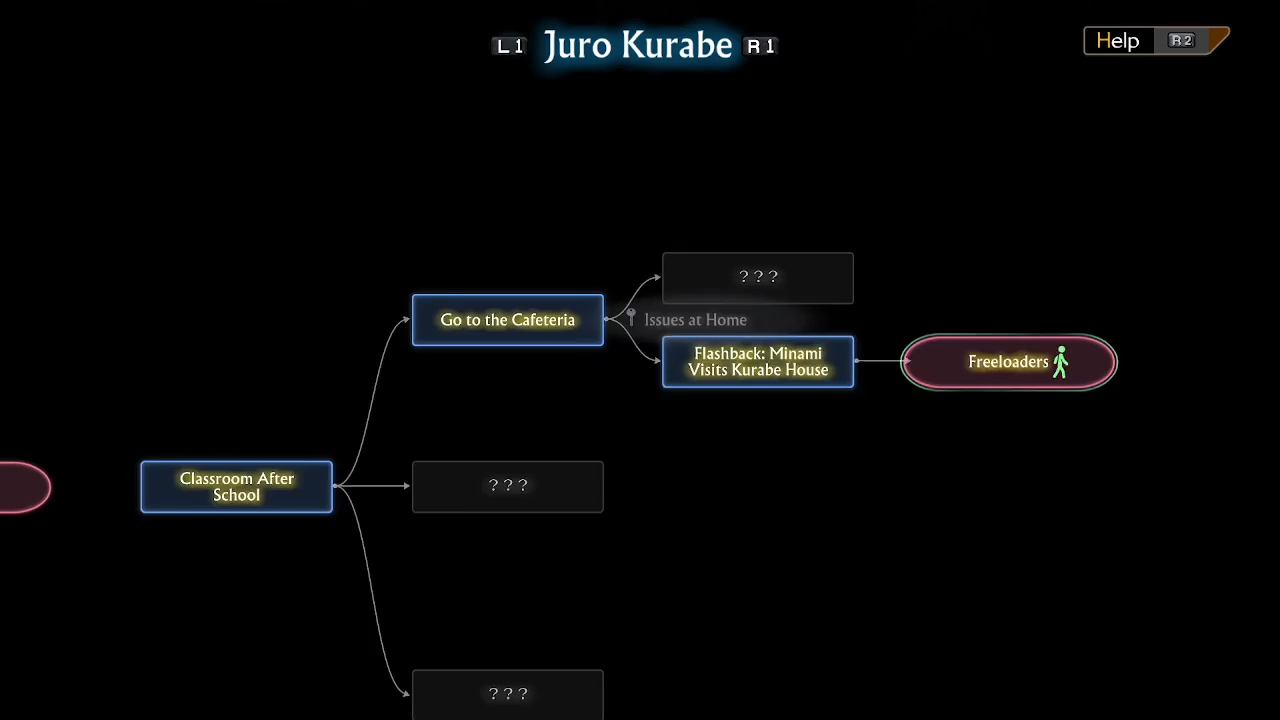 L1 Juro Kurabe R1
Help R2
? ? ?
Go to the Cafeteria
Issues at Home
Flashback: Minami
Visits Kurabe House
Freeloaders
Classroom After
School
? ? ?
? ? ?